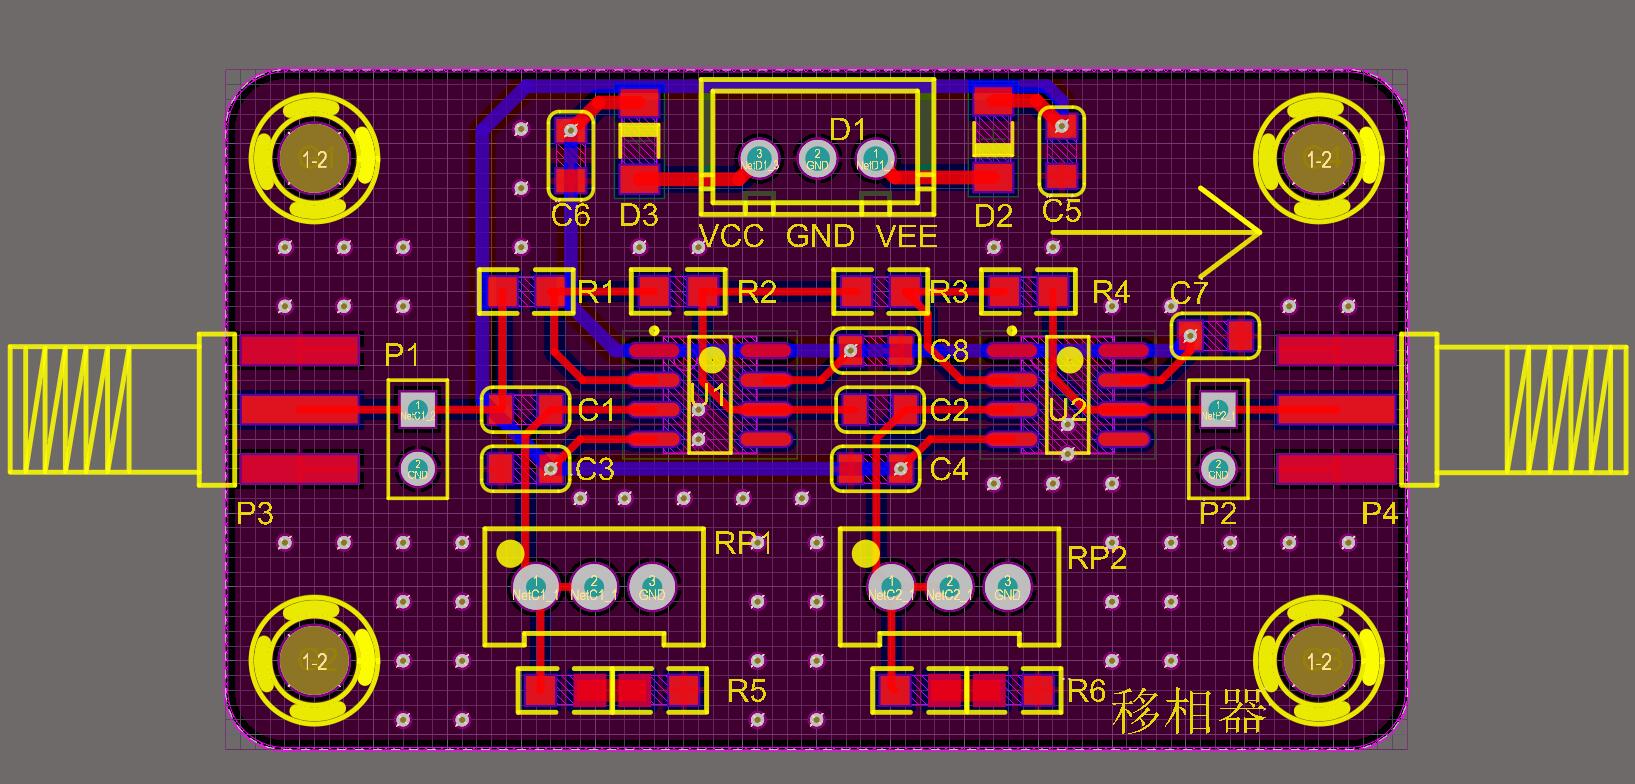 D1
1-2
1-2
3
NetD1_3
2
GND
1
NetD1_1
C6
D3
D2
C5
VCC GND VEE
R1
R2
R3
R4
C7
P1
C8
1
NetC1_2
C1
U1
C2
U2
1
NetP2_1
2
GND
C3
C4
2
GND
P3
P2
P4
RP1
RP2
1
NetC1_1
2
NetC1_1
3
GND
1
NetC2_1
2
NetC2_1
3
GND
1-2
1-2
R5
R6
移相器